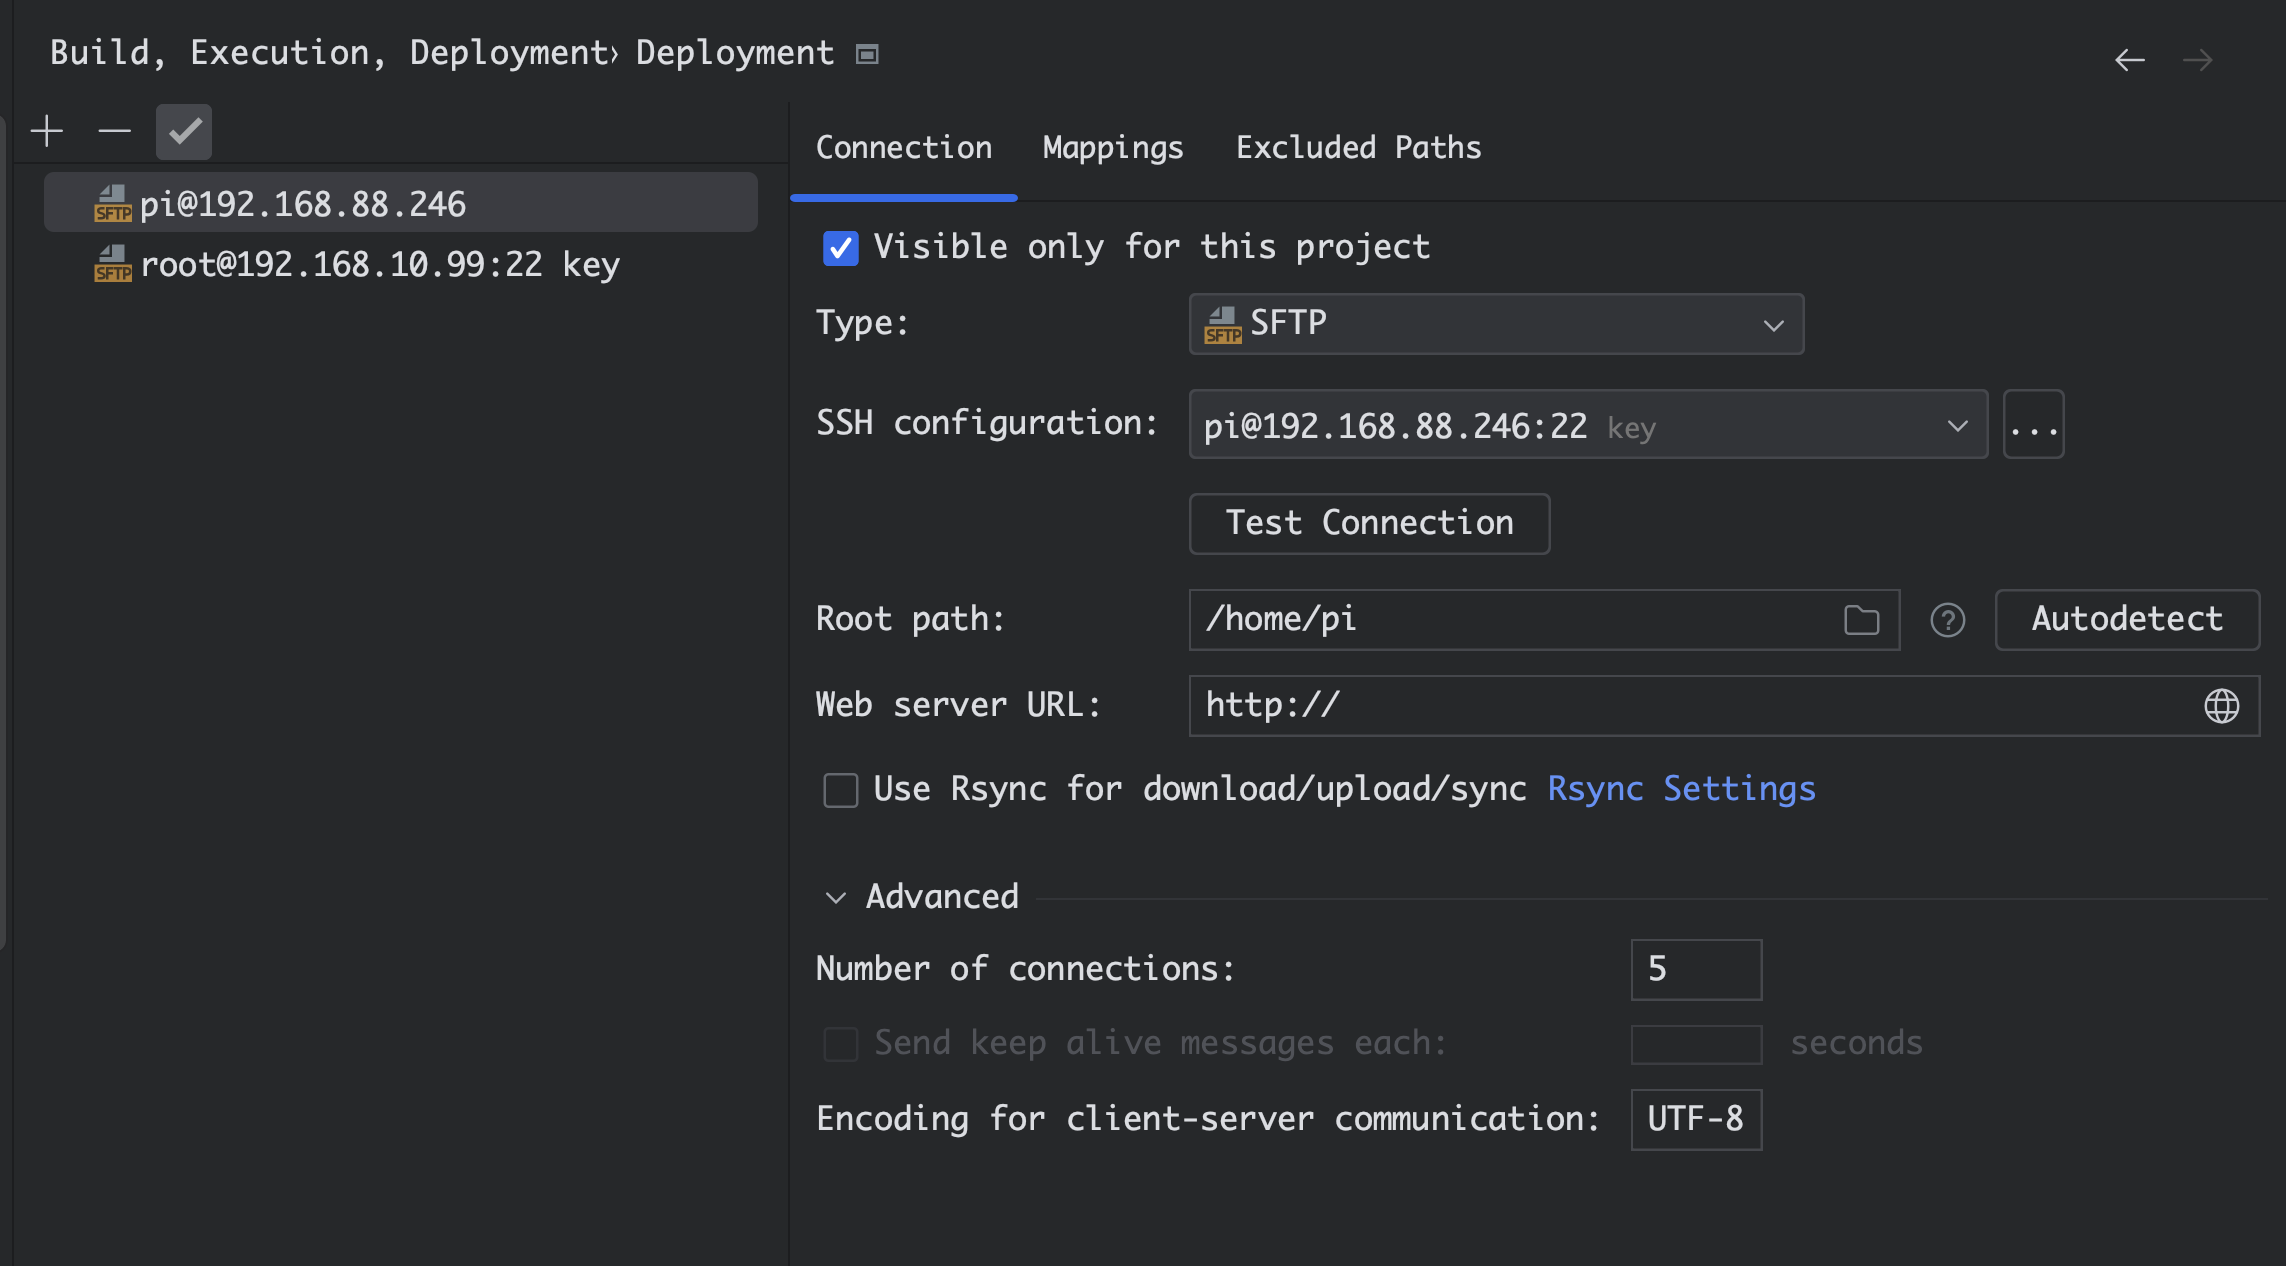 Build, Execution, Deployment› Deployment
SFTP pi@192.168.88.246
SFTP root@192.168.10.99:22 key
Connection Mappings Excluded Paths
Visible only for this project
Type: SFTP SFTP
SSH configuration: pi@192.168.88.246:22 key ...
Test Connection
Root path: /home/pi ? Autodetect
Web server URL: http://
Use Rsync for download/upload/sync Rsync Settings
Advanced
Number of connections: 5
Send keep alive messages each: seconds
Encoding for client-server communication: UTF-8